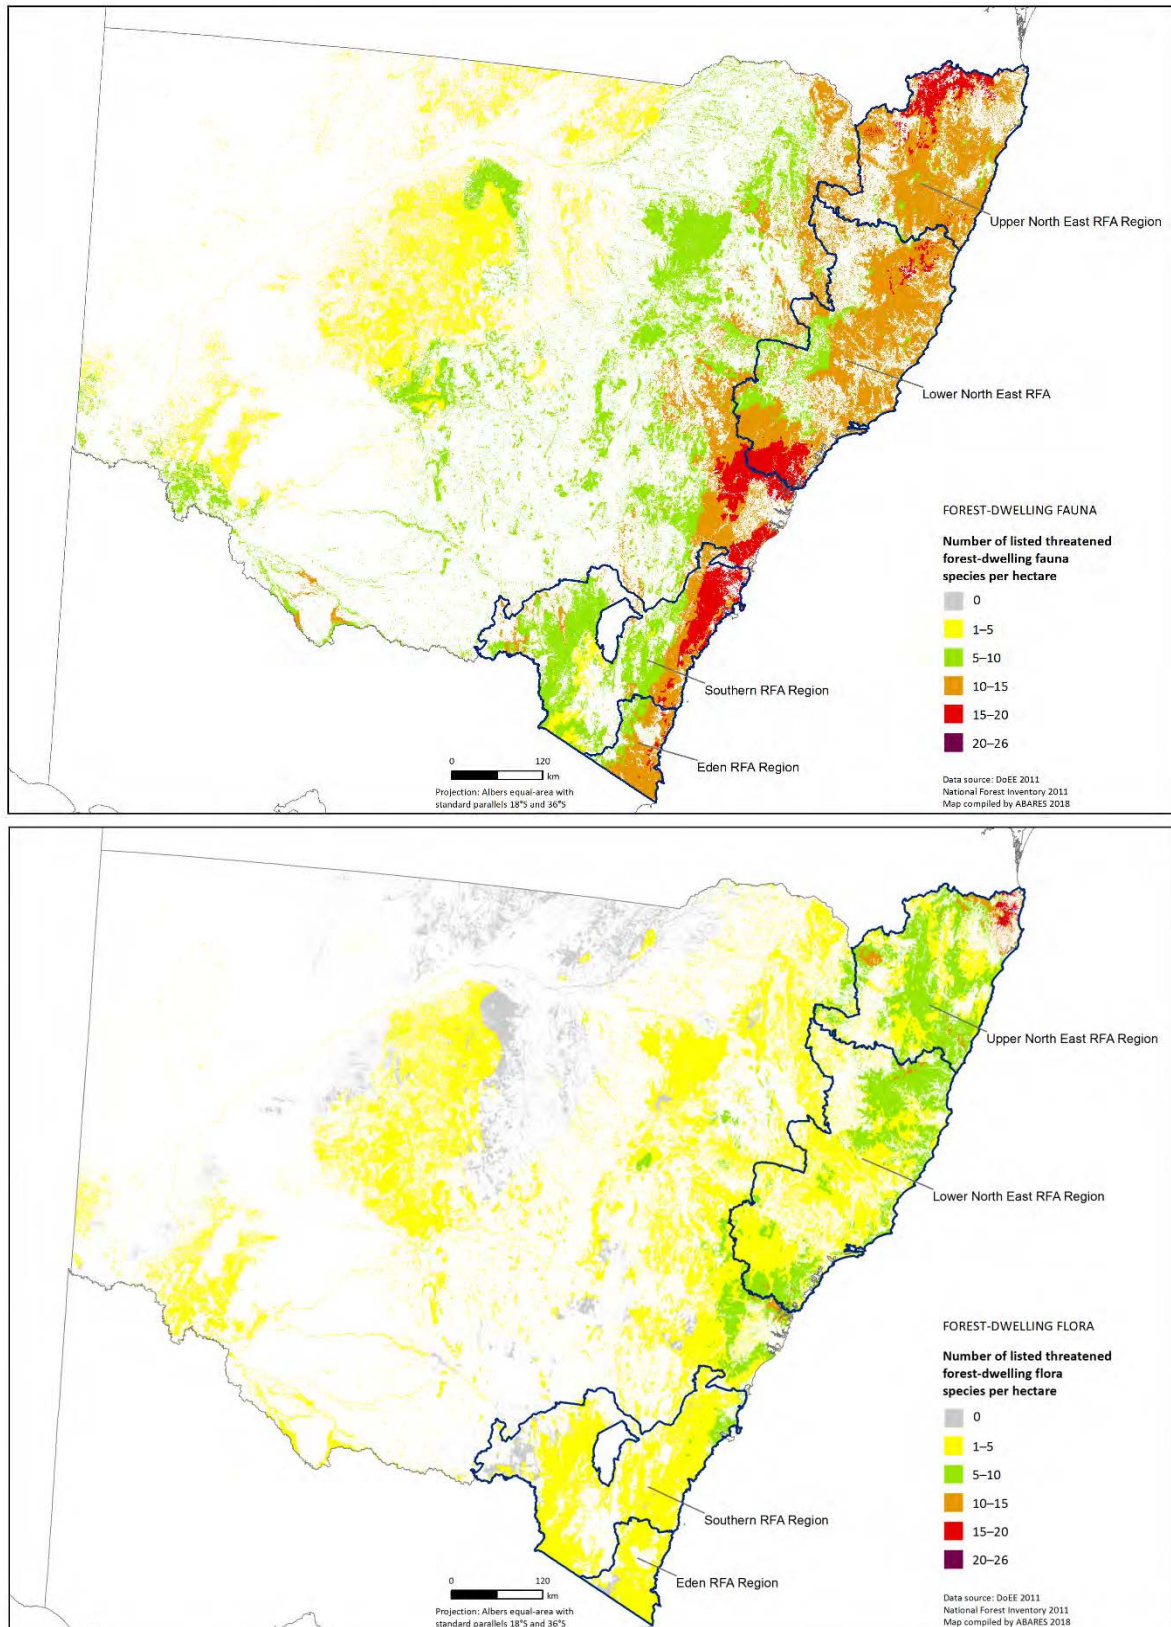 Upper North East RFA Region
Lower North East RFA
FOREST-DWELLING FAUNA
Number of listed threatened
forest-dwelling fauna
species per hectare
0
1–5
5–10
10–15
15–20
20–26
Southern RFA Region
Eden RFA Region
0 120
km
Projection: Albers equal-area with
standard parallels 18°S and 36°S
Data source: DoEE 2011
National Forest Inventory 2011
Map compiled by ABARES 2018
Upper North East RFA Region
Lower North East RFA Region
FOREST-DWELLING FLORA
Number of listed threatened
forest-dwelling flora
species per hectare
0
1–5
5–10
10–15
15–20
20–26
Southern RFA Region
Eden RFA Region
0 120
km
Projection: Albers equal-area with
standard parallels 18°S and 36°S
Data source: DoEE 2011
National Forest Inventory 2011
Map compiled by ABARES 2018